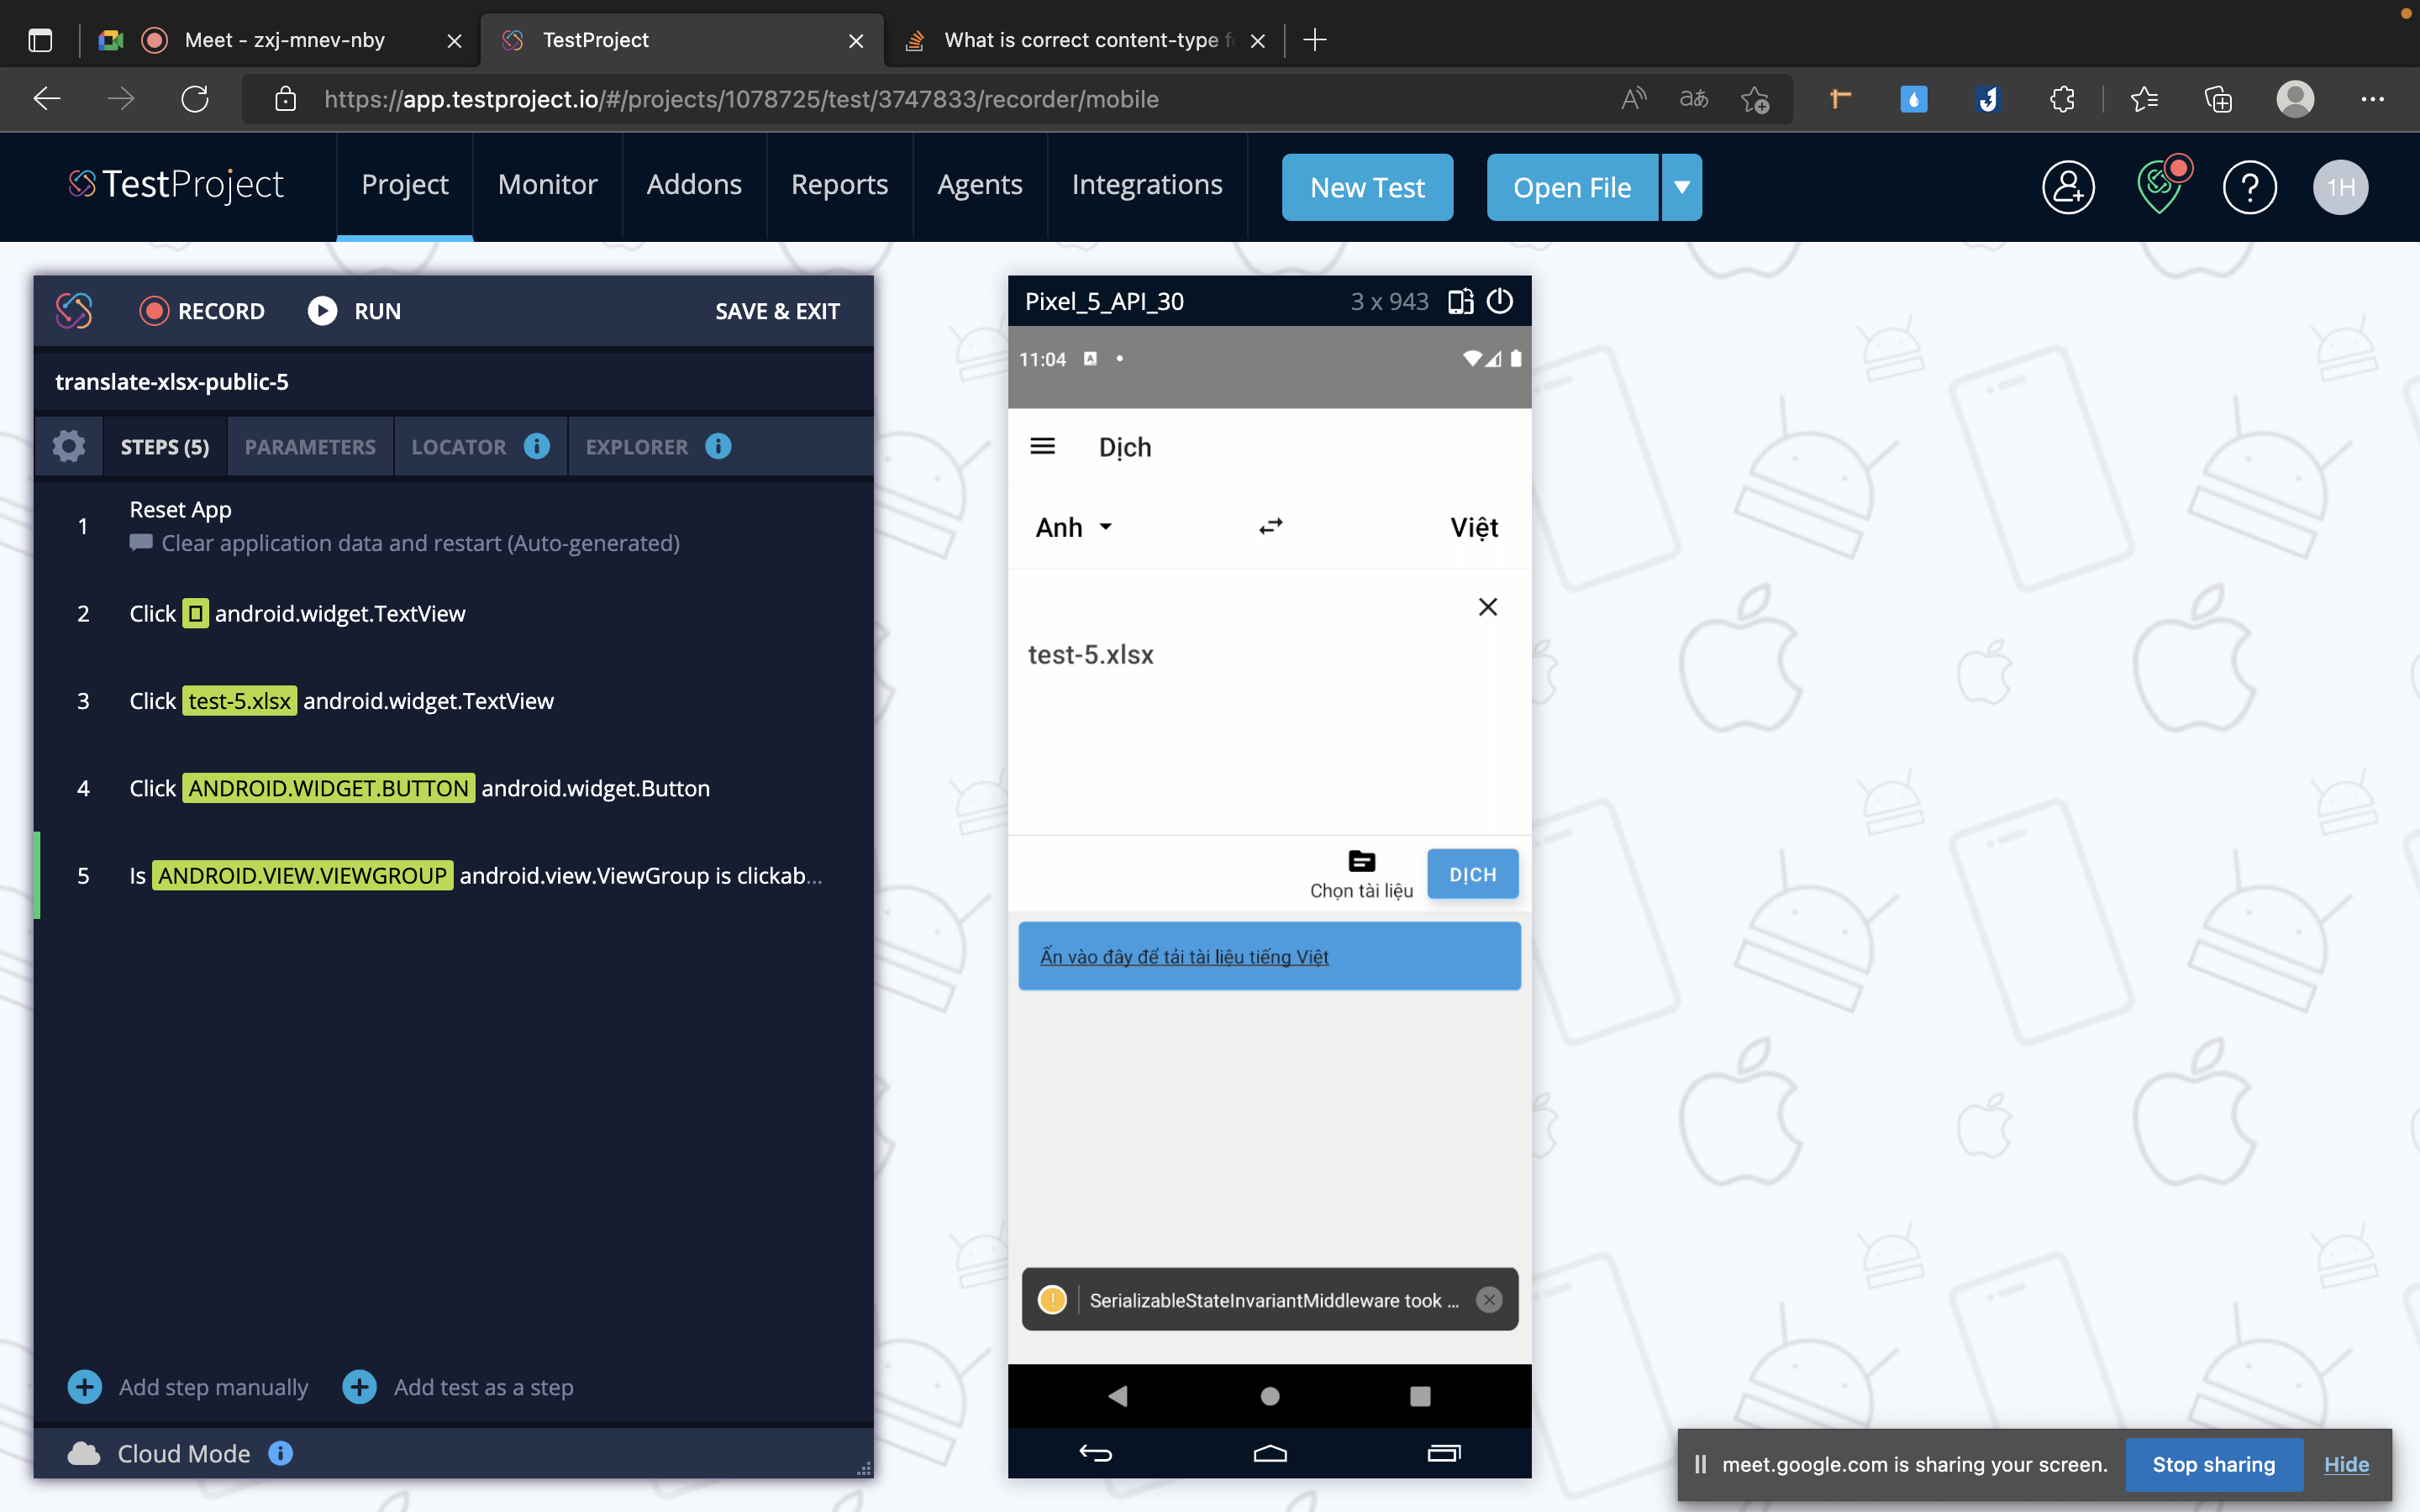 Meet - zxj-mnev-nby
TestProject
What is correct content-type f
https://app.testproject.io/#/projects/1078725/test/3747833/recorder/mobile
TestProject
Project
Monitor
Addons
Reports
Agents
Integrations
New Test
Open File
1H
RECORD
RUN
SAVE & EXIT
translate-xlsx-public-5
STEPS (5)
PARAMETERS
LOCATOR
EXPLORER
1
Reset App
Clear application data and restart (Auto-generated)
2 Click android.widget.TextView
3 Click test-5.xlsx android.widget.TextView
4 Click ANDROID.WIDGET.BUTTON android.widget.Button
5 Is ANDROID.VIEW.VIEWGROUP android.view.ViewGroup is clickab...
Add step manually
Add test as a step
Cloud Mode
Pixel_5_API_30
3 x 943
11:04
Dịch
Anh
Việt
test-5.xlsx
Chọn tài liệu
DỊCH
Ấn vào đây để tải tài liệu tiếng Việt
SerializableStateInvariantMiddleware took ...
meet.google.com is sharing your screen.
Stop sharing
Hide